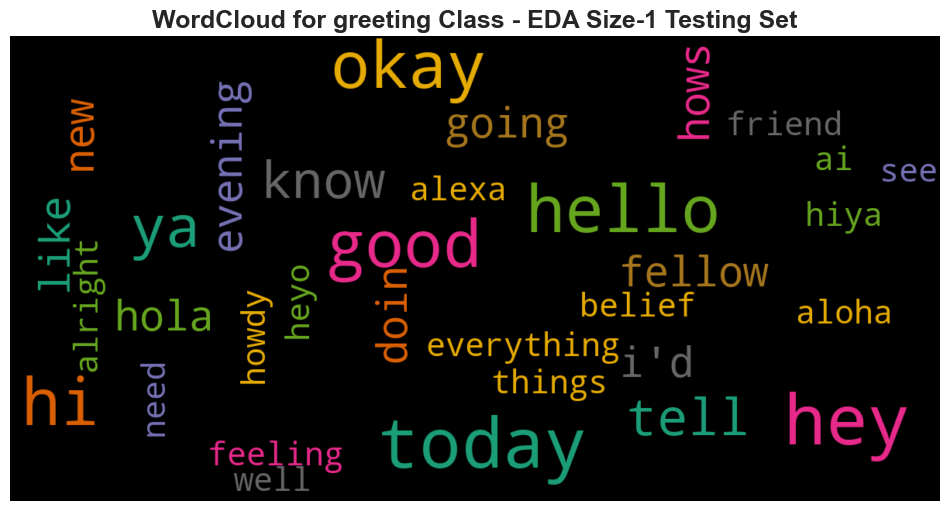 WordCloud for greeting Class - EDA Size-1 Testing Set
okay
hows
new
evening
going
friend
ai
see
know
alexa
hello
like
ya
good
hiya
alright
fellow
heyo
doin
belief
hola
howdy
aloha
everything
i'd
need
things
hi
tell
hey
today
feeling
well